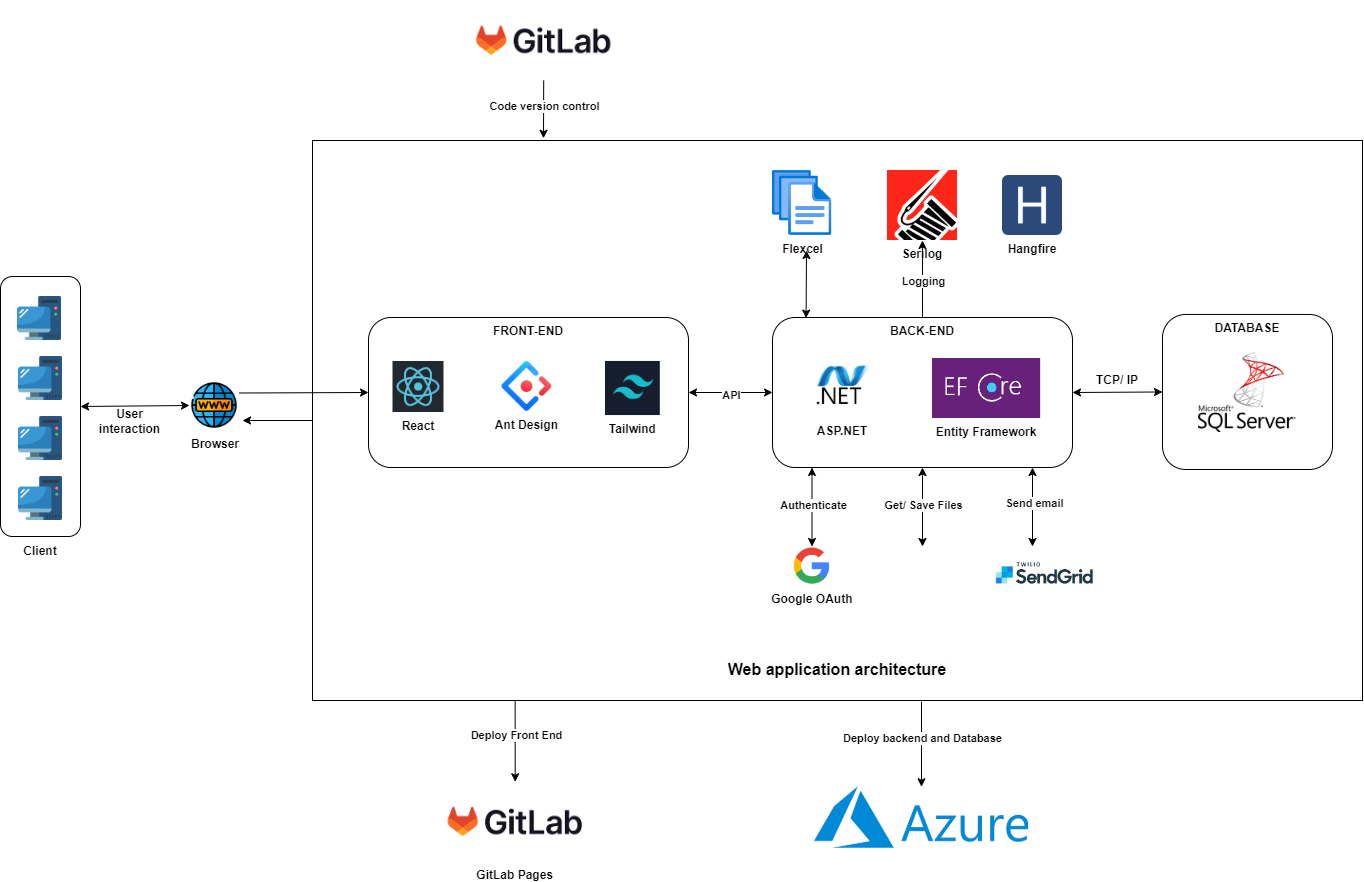 GitLab
Code version control
H
Flexcel
Serilog
Hangfire
Logging
FRONT-END
BACK-END
DATABASE
WWW
.NET
EF Core
Microsoft®
SQL Server®
API
TCP/ IP
User
interaction
React
Ant Design
Tailwind
ASP.NET
Entity Framework
Browser
Client
Authenticate
Get/ Save Files
Send email
TWILIO
SendGrid
Google OAuth
Web application architecture
Deploy Front End
Deploy backend and Database
GitLab
Azure
GitLab Pages